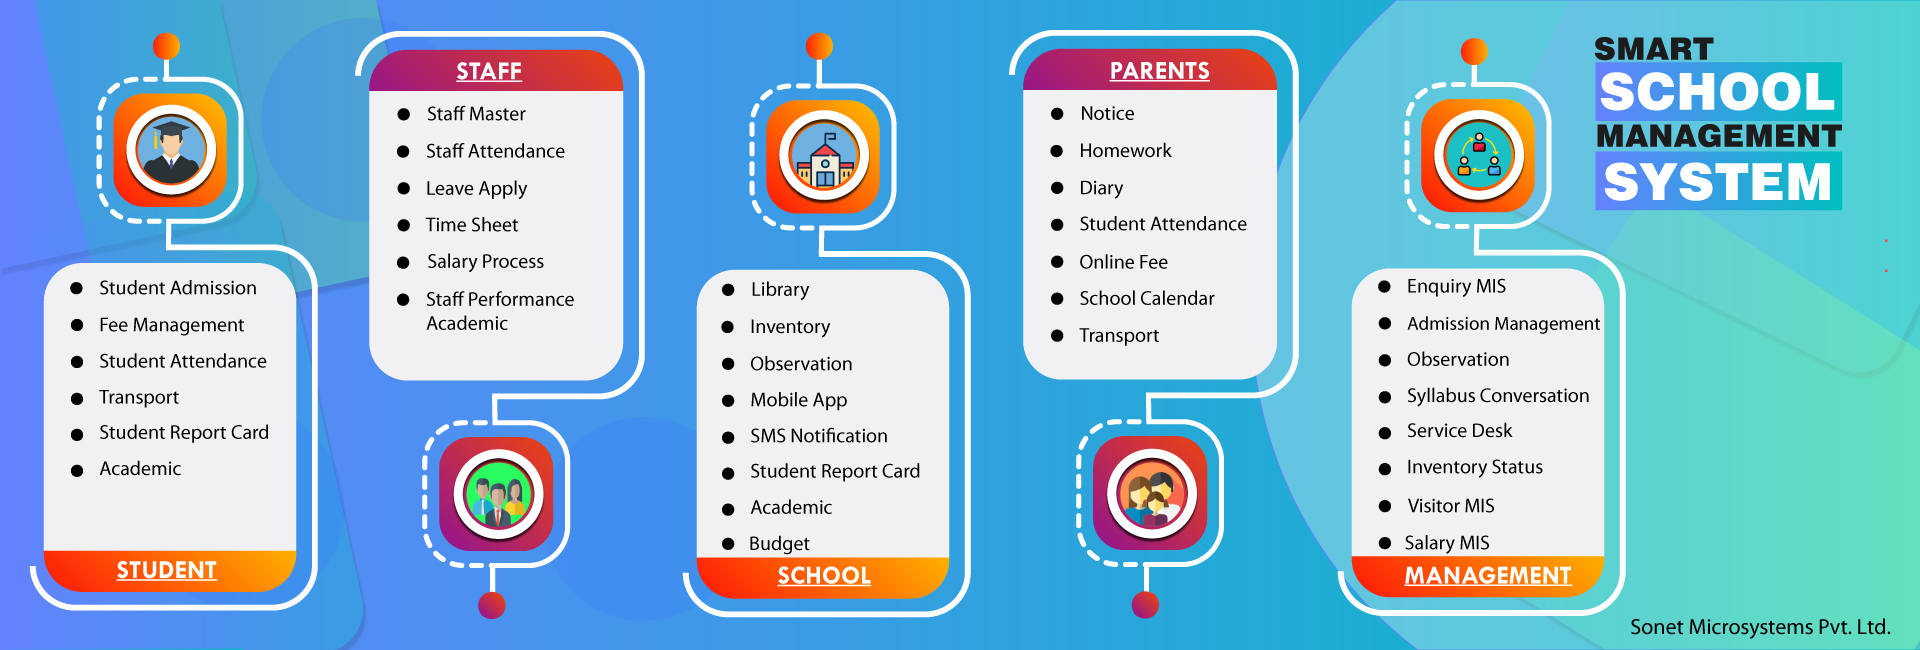 SMART
SCHOOL
MANAGEMENT
SYSTEM
Student Admission
Fee Management
Student Attendance
Transport
Student Report Card
Academic
STUDENT
STAFF
Staff Master
Staff Attendance
Leave Apply
Time Sheet
Salary Process
Staff Performance
Academic
Library
Inventory
Observation
Mobile App
SMS Notification
Student Report Card
Academic
Budget
SCHOOL
PARENTS
Notice
Homework
Diary
Student Attendance
Online Fee
School Calendar
Transport
Enquiry MIS
Admission Management
Observation
Syllabus Conversation
Service Desk
Inventory Status
Visitor MIS
Salary MIS
MANAGEMENT
Sonet Microsystems Pvt. Ltd.